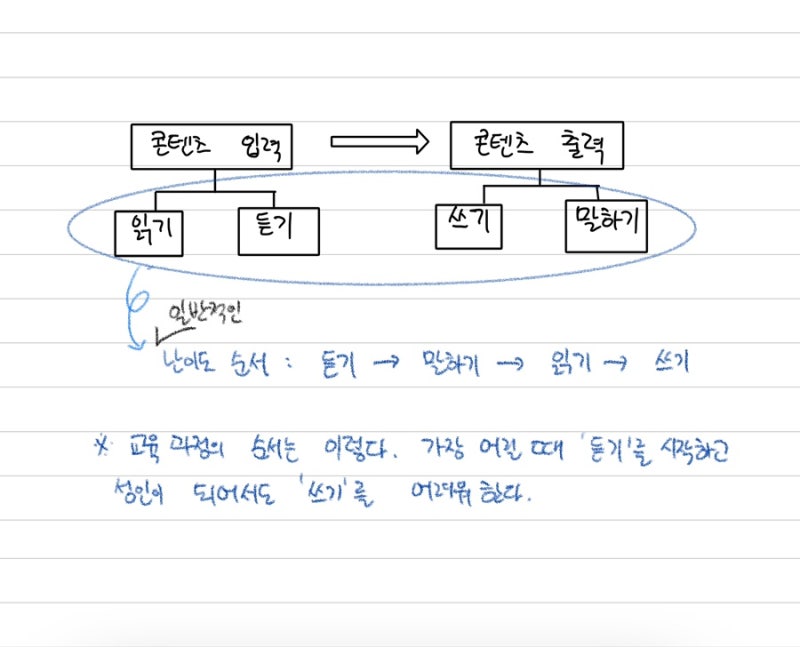 콘텐츠 입력 → 콘텐츠 출력
읽기 듣기 쓰기 말하기
일반적인
난이도 순서 : 듣기 → 말하기 → 읽기 → 쓰기
※ 교육 과정의 순서는 이렇다. 가장 어린 때 '듣기'를 시작하고
성인이 되어서도 '쓰기'를 어려워 한다.